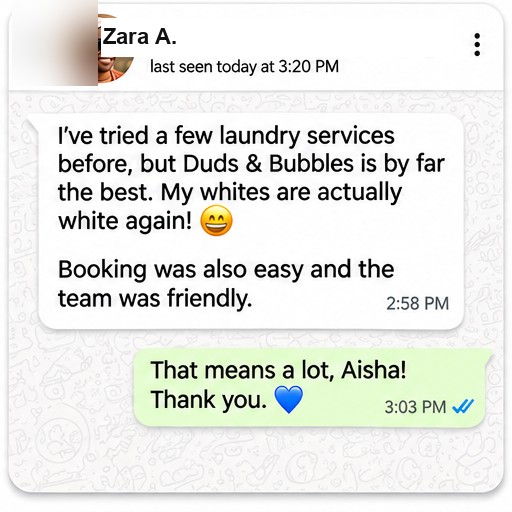 Zara A.
last seen today at 3:20 PM
I've tried a few laundry services
before, but Duds & Bubbles is by far
the best. My whites are actually
white again! 😄
Booking was also easy and the
team was friendly.
2:58 PM
That means a lot, Aisha!
Thank you. 💙
3:03 PM